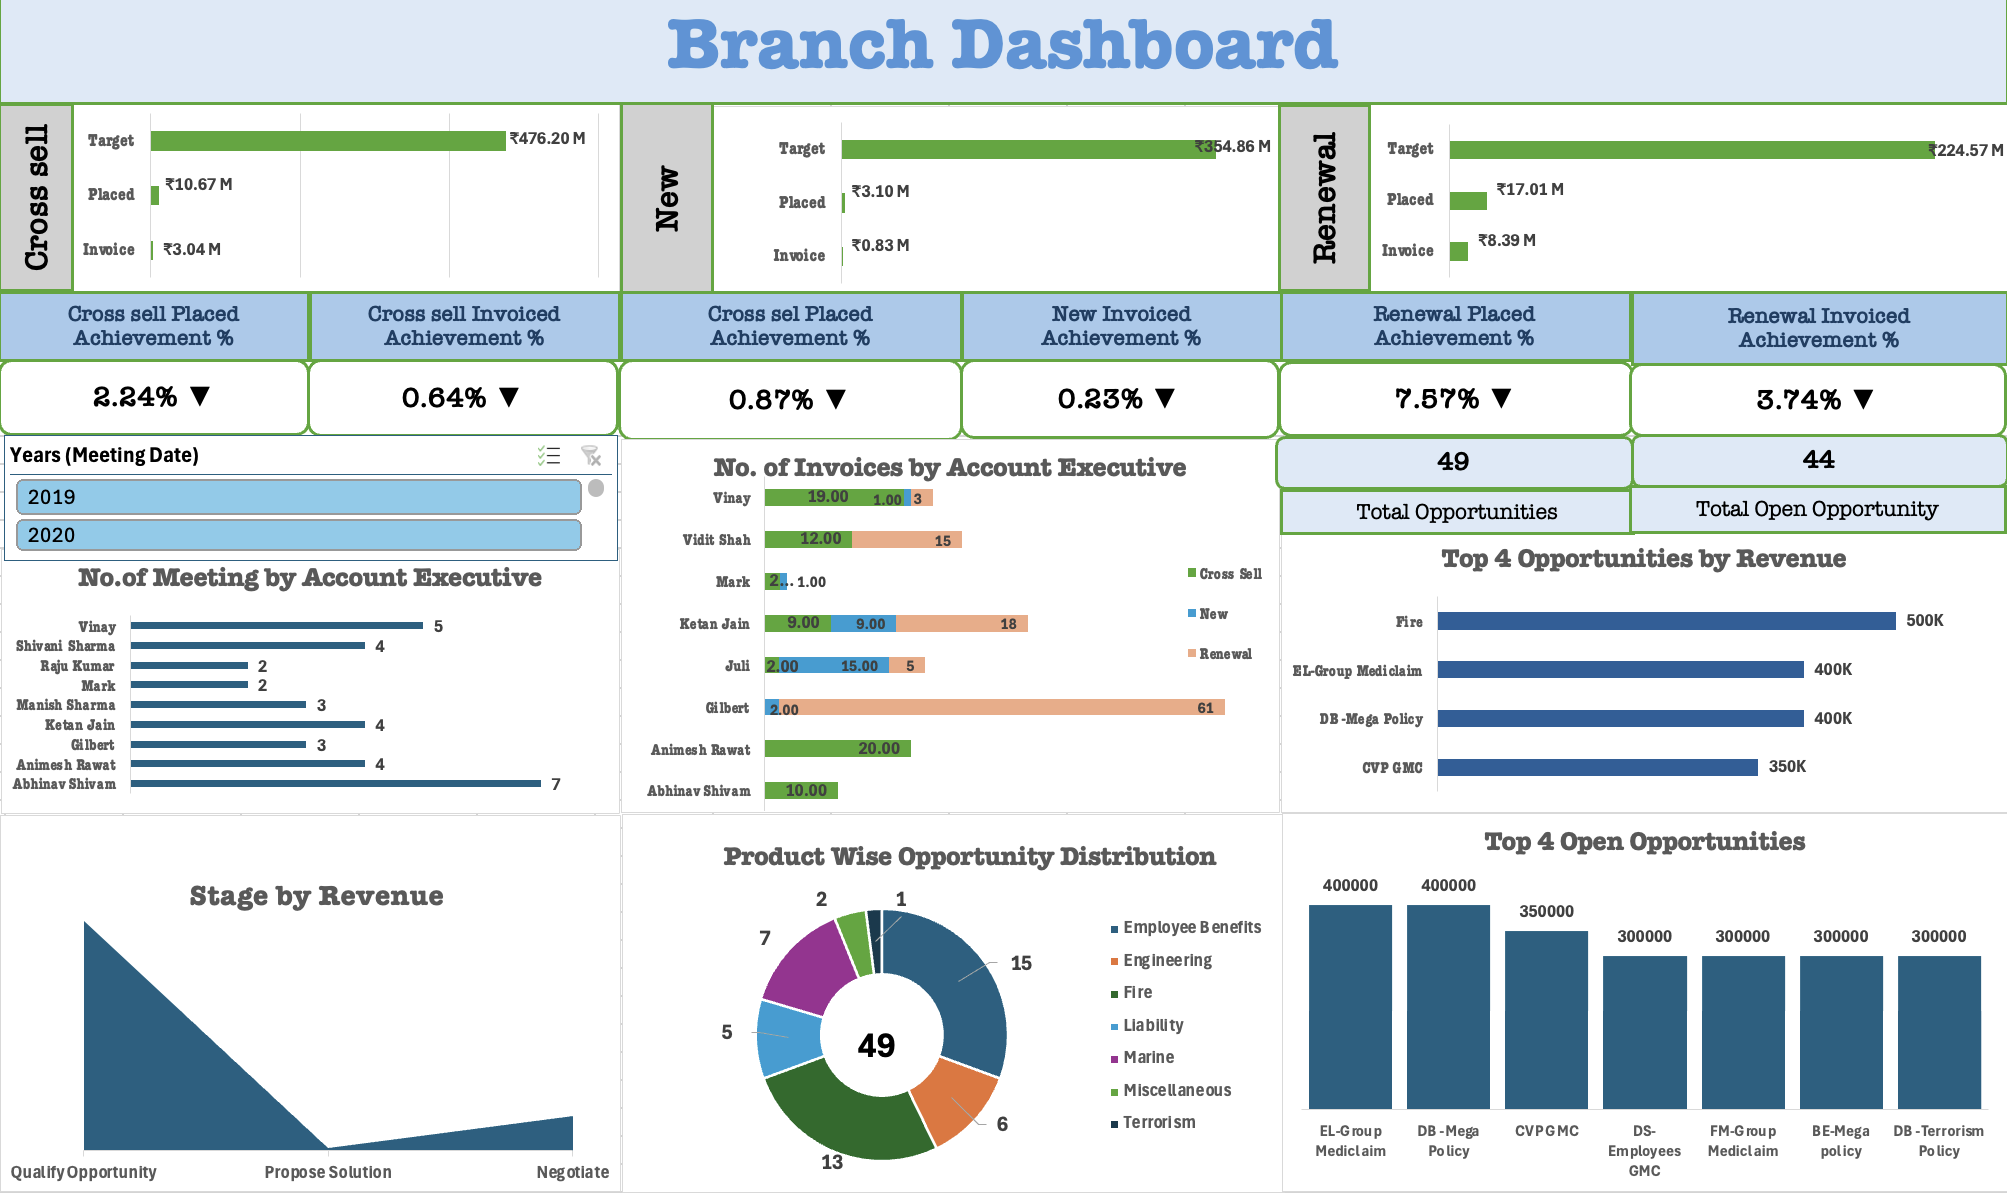 Branch Dashboard
Cross sell
Target
₹476.20 M
Placed
₹10.67 M
Invoice
₹3.04 M
New
Target
₹354.86 M
Placed
₹3.10 M
Invoice
₹0.83 M
Renewal
Target
₹224.57 M
Placed
₹17.01 M
Invoice
₹8.39 M
Cross sell Placed
Achievement %
Cross sell Invoiced
Achievement %
Cross sel Placed
Achievement %
New Invoiced
Achievement %
Renewal Placed
Achievement %
Renewal Invoiced
Achievement %
2.24% ▼
0.64% ▼
0.87% ▼
0.23% ▼
7.57% ▼
3.74% ▼
Years (Meeting Date)
2019
2020
49
Total Opportunities
44
Total Open Opportunity
No.of Meeting by Account Executive
Vinay 5
Shivani Sharma 4
Raju Kumar 2
Mark 2
Manish Sharma 3
Ketan Jain 4
Gilbert 3
Animesh Rawat 4
Abhinav Shivam 7
No. of Invoices by Account Executive
Vinay 19.00 1.00 3
Vidit Shah 12.00 15
Mark 2... 1.00
Ketan Jain 9.00 9.00 18
Juli 2.00 15.00 5
Gilbert 2.00 61
Animesh Rawat 20.00
Abhinav Shivam 10.00
Cross Sell
New
Renewal
Top 4 Opportunities by Revenue
Fire 500K
EL-Group Mediclaim 400K
DB -Mega Policy 400K
CVP GMC 350K
Stage by Revenue
Qualify Opportunity
Propose Solution
Negotiate
Product Wise Opportunity Distribution
2
1
7
15
5
49
6
13
Employee Benefits
Engineering
Fire
Liability
Marine
Miscellaneous
Terrorism
Top 4 Open Opportunities
400000
400000
350000
300000
300000
300000
300000
EL-Group
Mediclaim
DB -Mega
Policy
CVP GMC
DS-
Employees
GMC
FM-Group
Mediclaim
BE-Mega
policy
DB -Terrorism
Policy